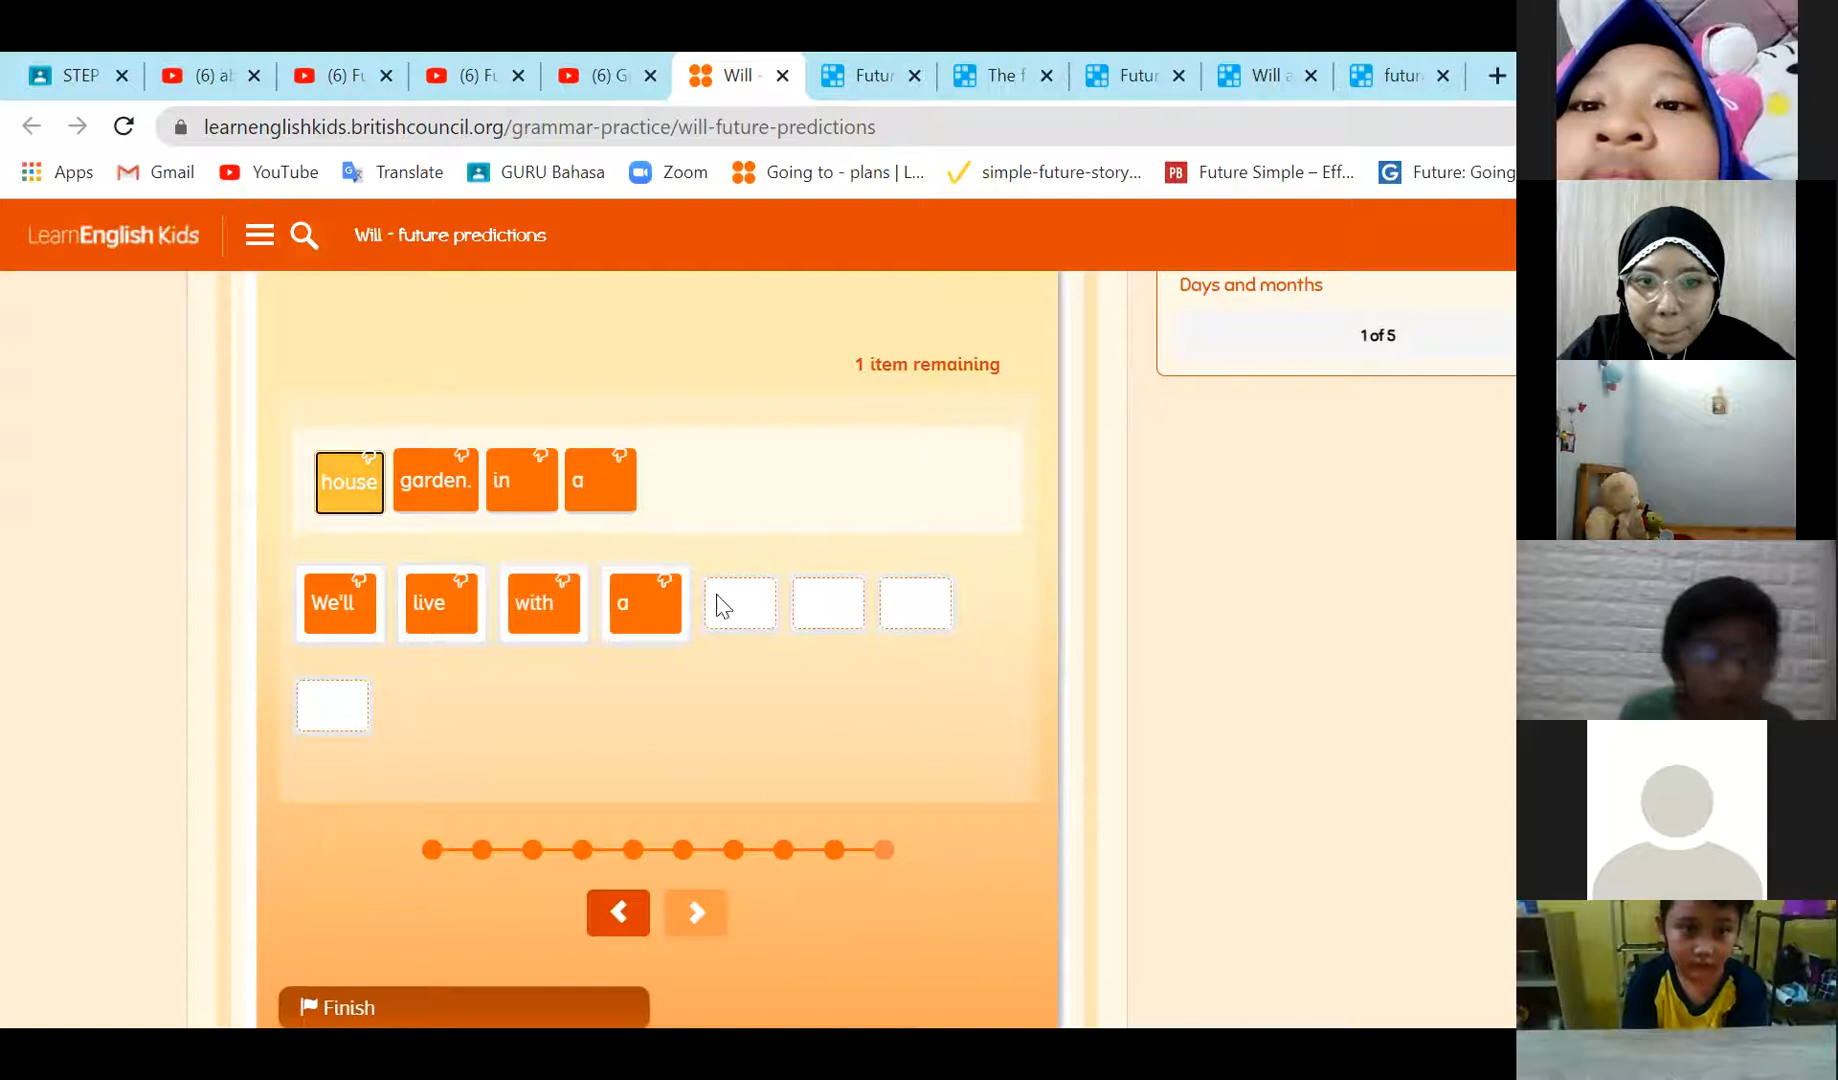 STEP (6) al (6) Fu (6) Fu (6) G Will - Futur The f Futur Will a futur
learnenglishkids.britishcouncil.org/grammar-practice/will-future-predictions
Apps Gmail YouTube Translate GURU Bahasa Zoom Going to - plans | L... simple-future-story... Future Simple – Eff... Future: Going
LearnEnglish Kids Will - future predictions
Days and months
1 of 5
1 item remaining
house garden. in a
We'll live with a
Finish